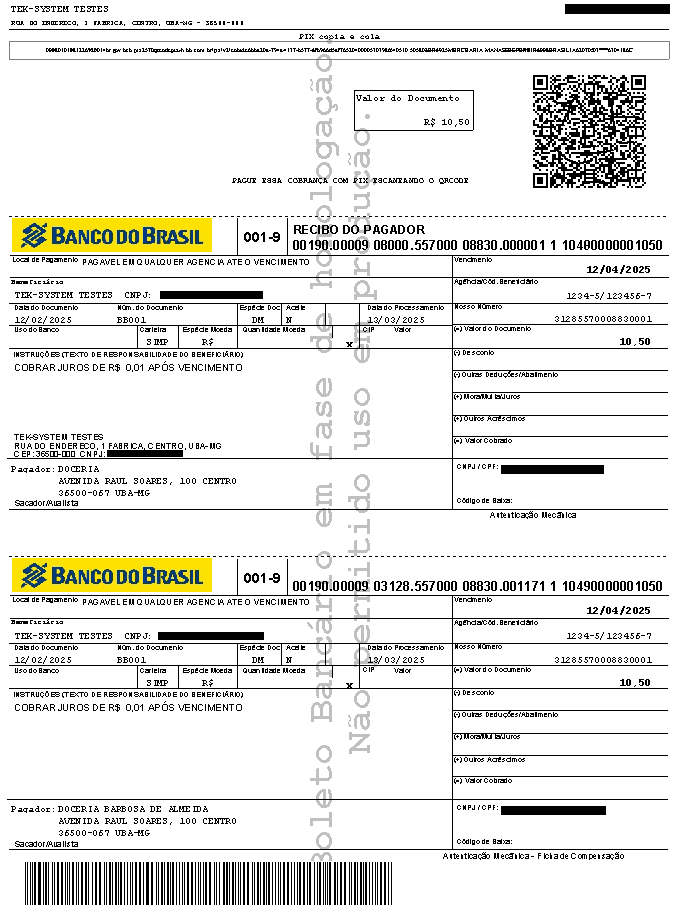 TEK-SYSTEM TESTES
RUA DO ENDERECO, 1 FABRICA, CENTRO, UBA-MG - 36500-000
PIX copia e cola
Valor do Documento
R$ 10,50
PAGUE ESSA COBRANÇA COM PIX ESCANEANDO O QRCODE
BANCO DO BRASIL
001-9
RECIBO DO PAGADOR
00190.00009 08000.557000 08830.000001 1 10480000001050
Local de Pagamento PAGAVEL EM QUALQUER AGENCIA ATE O VENCIMENTO
Vencimento
12/04/2025
Beneficiário
TEK-SYSTEM TESTES CNPJ:
Agência/Cód. Beneficiário
1234-5/123456-7
Data do Documento Núm. do Documento Espécie Doc Aceite Data do Processamento
12/02/2025 BB001 DM N 13/03/2025
Nosso Número
31285570008830001
Uso do Banco Carteira Espécie Moeda Quantidade Moeda CIP Valor
SIMP R$ x
(=) Valor do Documento
10,50
INSTRUÇÕES (TEXTO DE RESPONSABILIDADE DO BENEFICIÁRIO)
COBRAR JUROS DE R$ 0,01 APÓS VENCIMENTO
(-) Desconto
(-) Outras Deduções/Abatimento
(+) Mora/Multa/Juros
(+) Outros Acréscimos
(=) Valor Cobrado
TEK-SYSTEM TESTES
RUA DO ENDERECO, 1 FABRICA, CENTRO, UBA-MG
CEP:36500-000 CNPJ:
Pagador: DOCERIA
AVENIDA RAUL SOARES, 100 CENTRO
36500-067 UBA-MG
Sacador/Avalista
CNPJ / CPF:
Código de Baixa:
Autenticação Mecânica
BANCO DO BRASIL
001-9
00190.00009 03128.557000 08830.001171 1 10490000001050
Local de Pagamento PAGAVEL EM QUALQUER AGENCIA ATE O VENCIMENTO
Vencimento
12/04/2025
Beneficiário
TEK-SYSTEM TESTES CNPJ:
Agência/Cód. Beneficiário
1234-5/123456-7
Data do Documento Núm. do Documento Espécie Doc Aceite Data do Processamento
12/02/2025 BB001 DM N 13/03/2025
Nosso Número
31285570008830001
Uso do Banco Carteira Espécie Moeda Quantidade Moeda CIP Valor
SIMP R$ x
(=) Valor do Documento
10,50
INSTRUÇÕES (TEXTO DE RESPONSABILIDADE DO BENEFICIÁRIO)
COBRAR JUROS DE R$ 0,01 APÓS VENCIMENTO
(-) Desconto
(-) Outras Deduções/Abatimento
(+) Mora/Multa/Juros
(+) Outros Acréscimos
(=) Valor Cobrado
Pagador: DOCERIA BARBOSA DE ALMEIDA
AVENIDA RAUL SOARES, 100 CENTRO
36500-067 UBA-MG
Sacador/Avalista
CNPJ / CPF:
Código de Baixa:
Autenticação Mecânica - Ficha de Compensação
Boleto Bancário em fase de homologação.
Não permitido uso em produção.